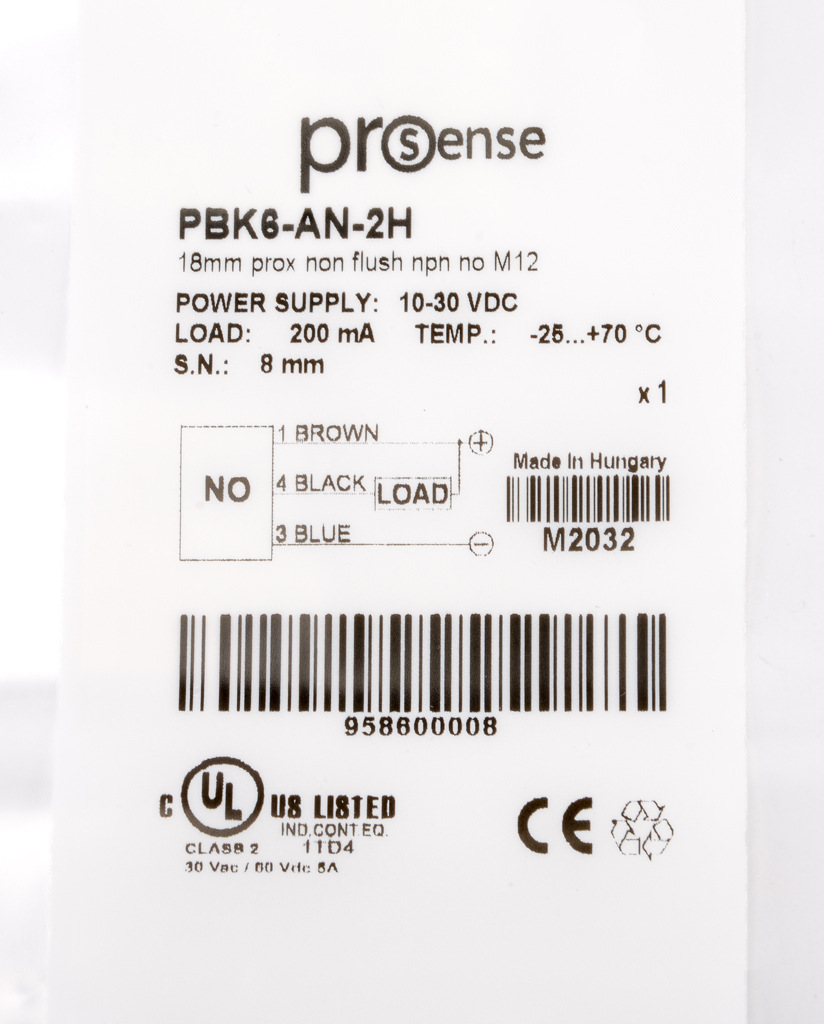 prosense
PBK6-AN-2H
18mm prox non flush npn no M12
POWER SUPPLY: 10-30 VDC
LOAD: 200 mA TEMP.: -25...+70 °C
S.N.: 8 mm
x 1
1 BROWN +
NO 4 BLACK LOAD
3 BLUE -
Made In Hungary
M2032
958600008
C UL US LISTED
IND.CONT EQ.
CLASS 2 11D4
30 Vac / 60 Vdc 5A
CE